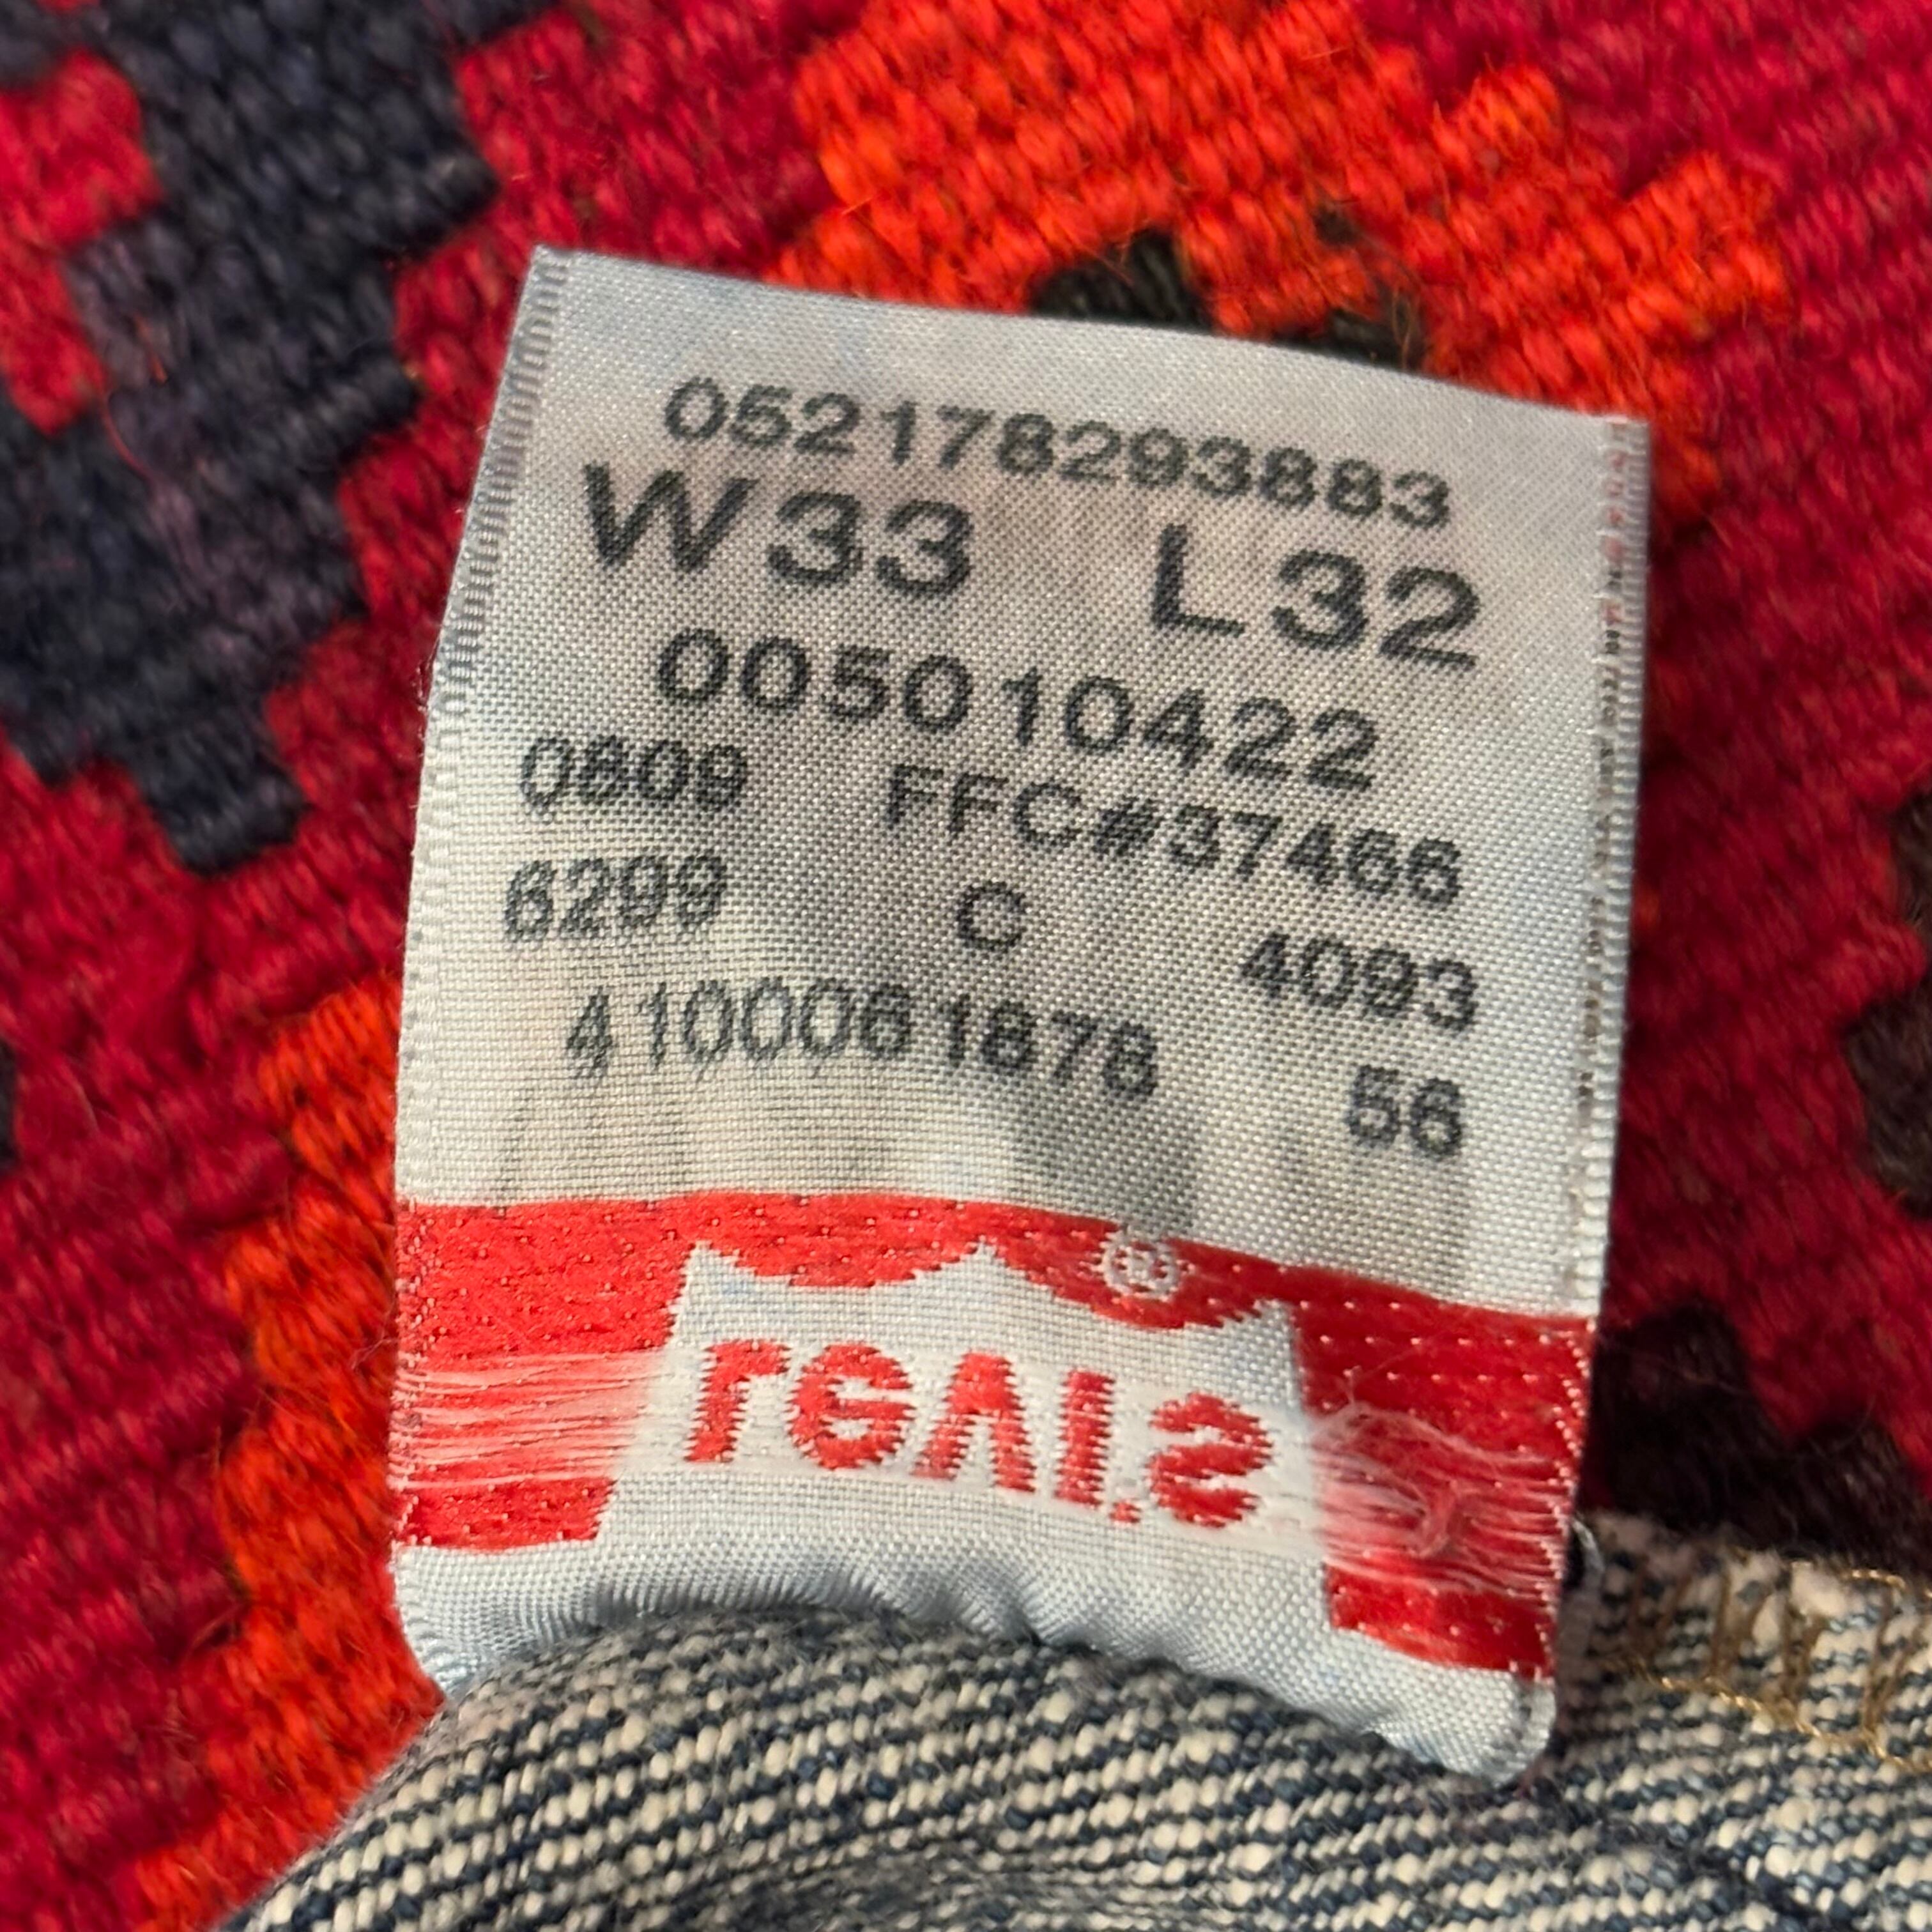 052178293883
W33 L32
005010422
0809 FFC#37466
6299 C 4093
4100061878 56
®
Levi's